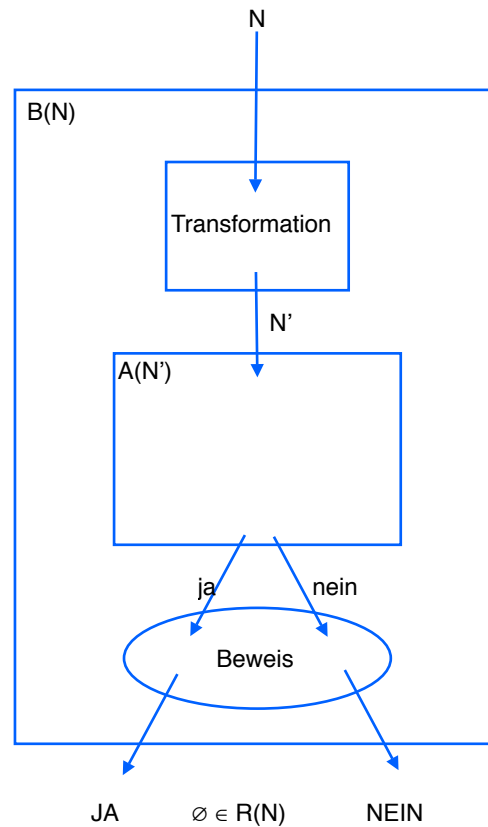 N
B(N)
Transformation
N’
A(N’)
ja nein
Beweis
JA ∅ ∈ R(N) NEIN